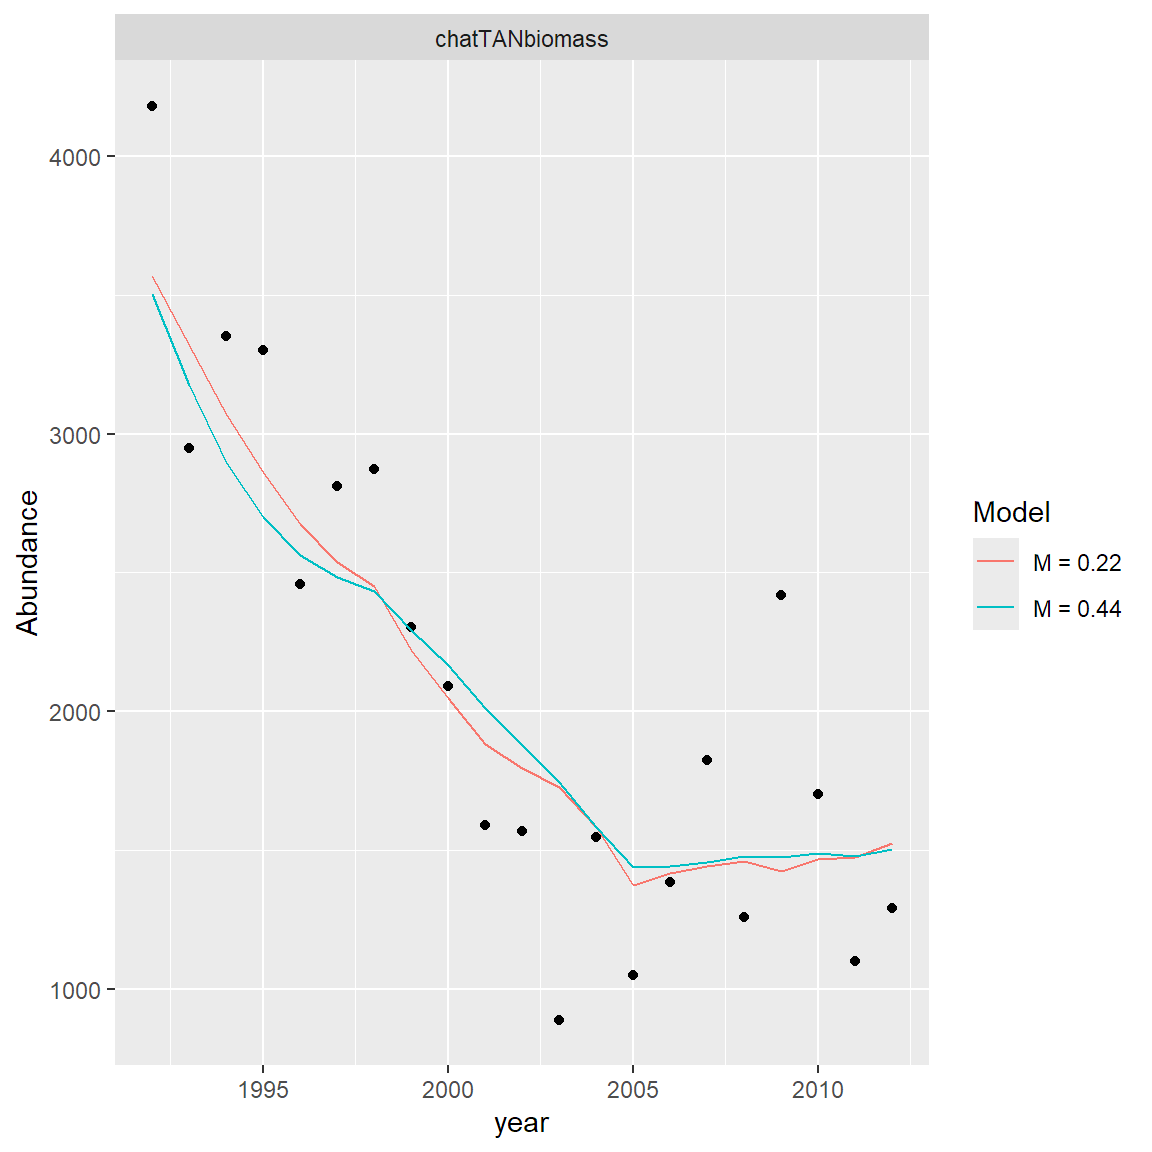 chatTANbiomass
4000
3000
2000
1000
Abundance
1995 2000 2005 2010
year
Model
M = 0.22
M = 0.44